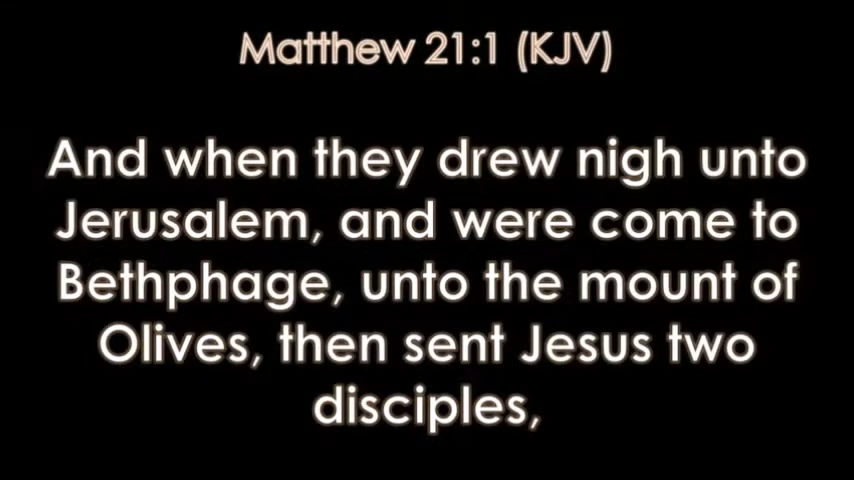 Matthew 21:1 (KJV)
And when they drew nigh unto
Jerusalem, and were come to
Bethphage, unto the mount of
Olives, then sent Jesus two
disciples,